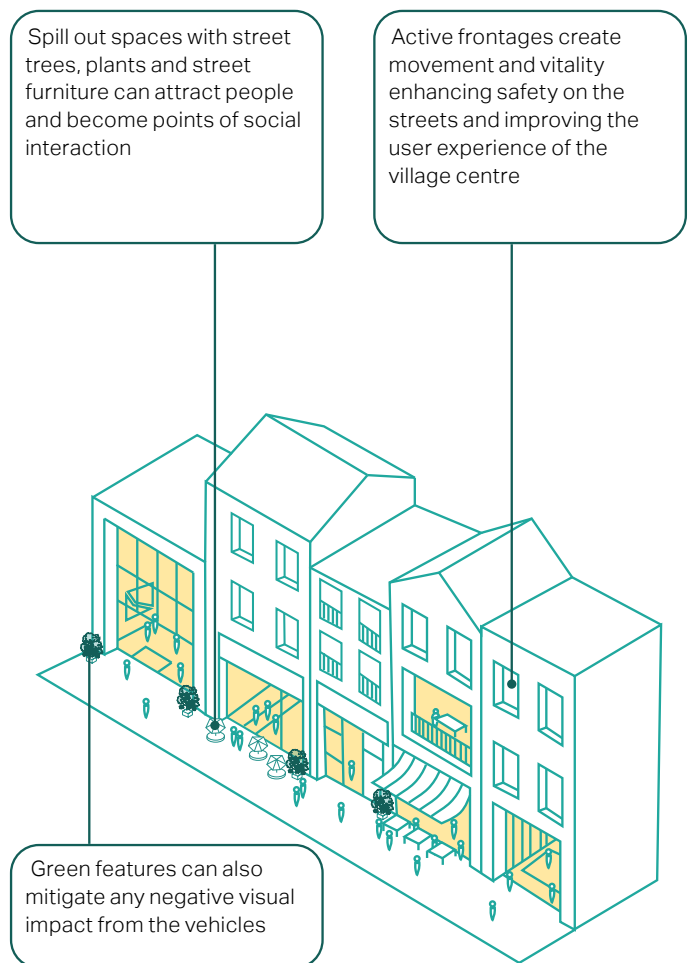 Spill out spaces with street
trees, plants and street
furniture can attract people
and become points of social
interaction
Active frontages create
movement and vitality
enhancing safety on the
streets and improving the
user experience of the
village centre
Green features can also
mitigate any negative visual
impact from the vehicles